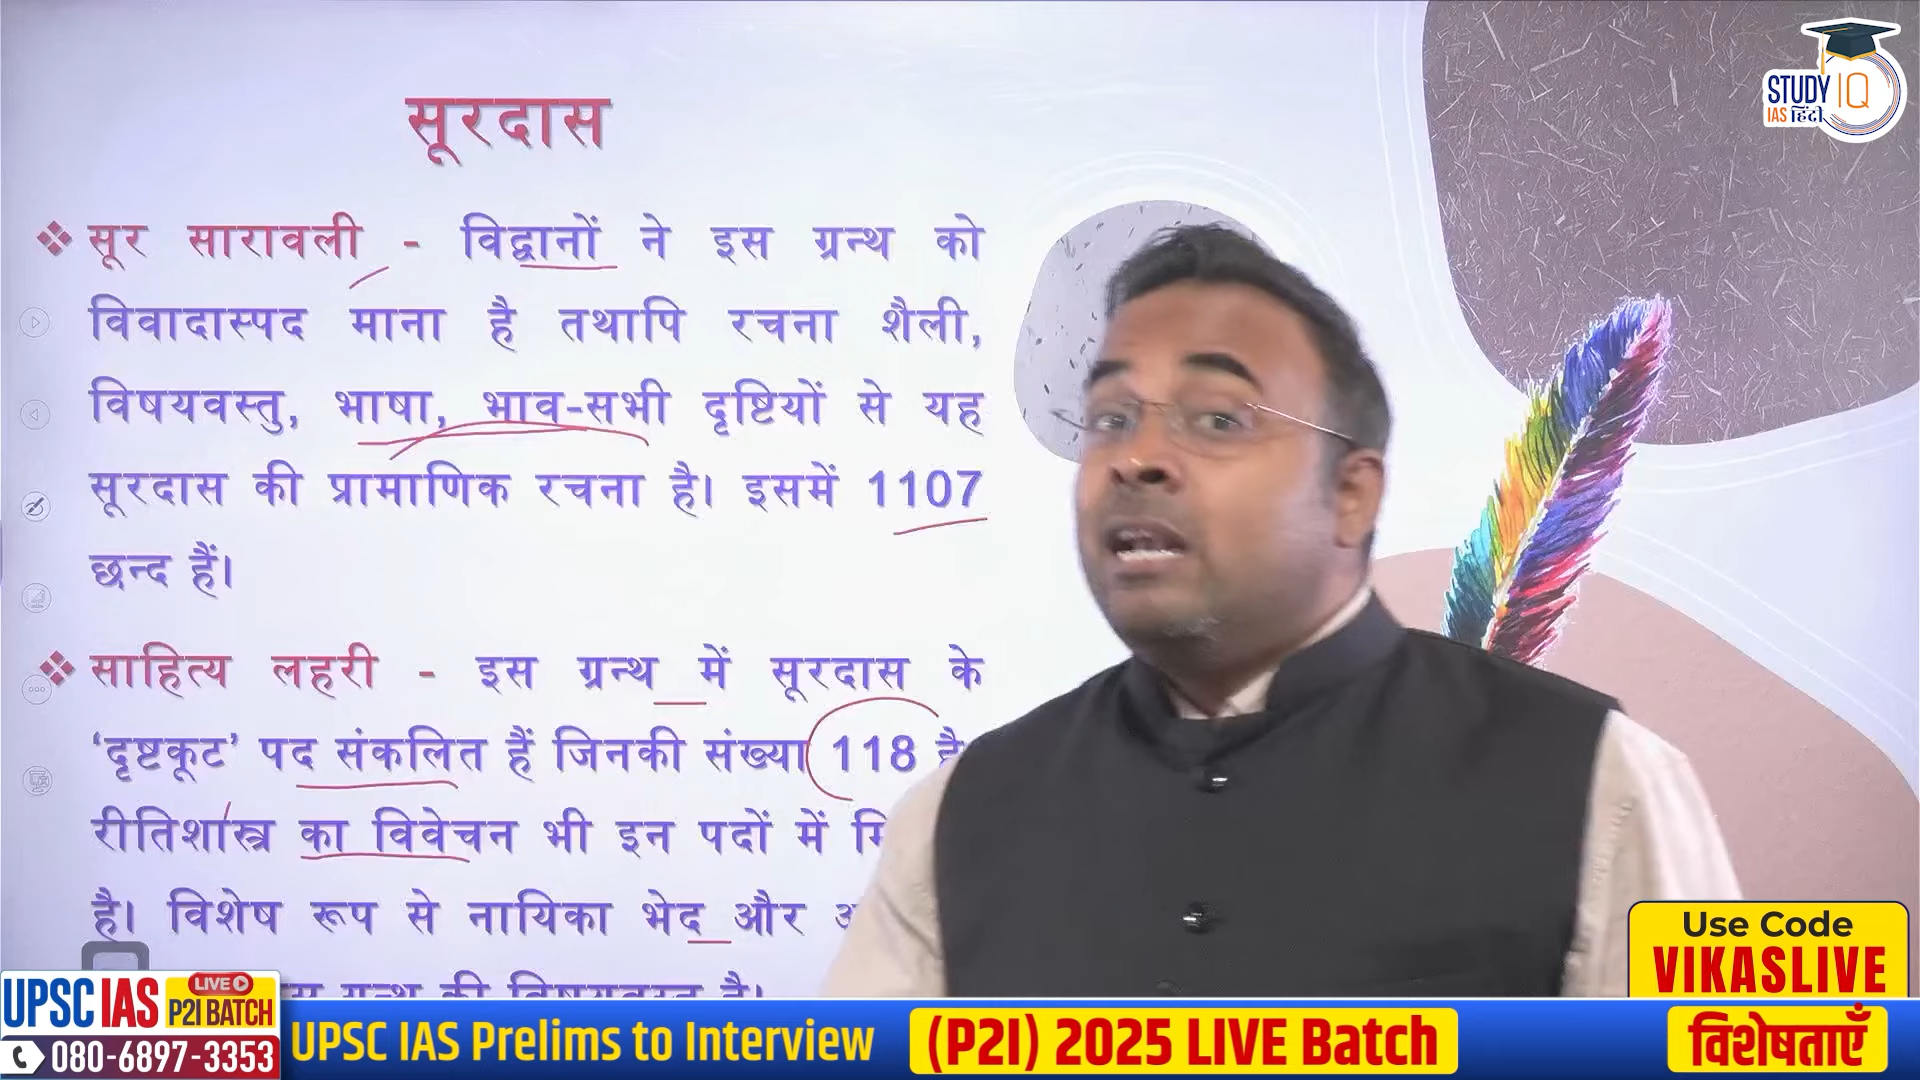 सूरदास
❖ सूर सारावली - विद्वानों ने इस ग्रन्थ को
विवादास्पद माना है तथापि रचना शैली,
विषयवस्तु, भाषा, भाव-सभी दृष्टियों से यह
सूरदास की प्रामाणिक रचना है। इसमें 1107
छन्द हैं।
❖ साहित्य लहरी - इस ग्रन्थ में सूरदास के
‘दृष्टकूट’ पद संकलित हैं जिनकी संख्या 118
रीतिशास्त्र का विवेचन भी इन पदों में
है। विशेष रूप से नायिका भेद और
ग्रन्थ की विषयवस्तु है।
STUDY IQ
IAS हिंदी
Use Code
VIKASLIVE
UPSC IAS LIVE P2I BATCH
080-6897-3353
UPSC IAS Prelims to Interview (P2I) 2025 LIVE Batch विशेषताएँ